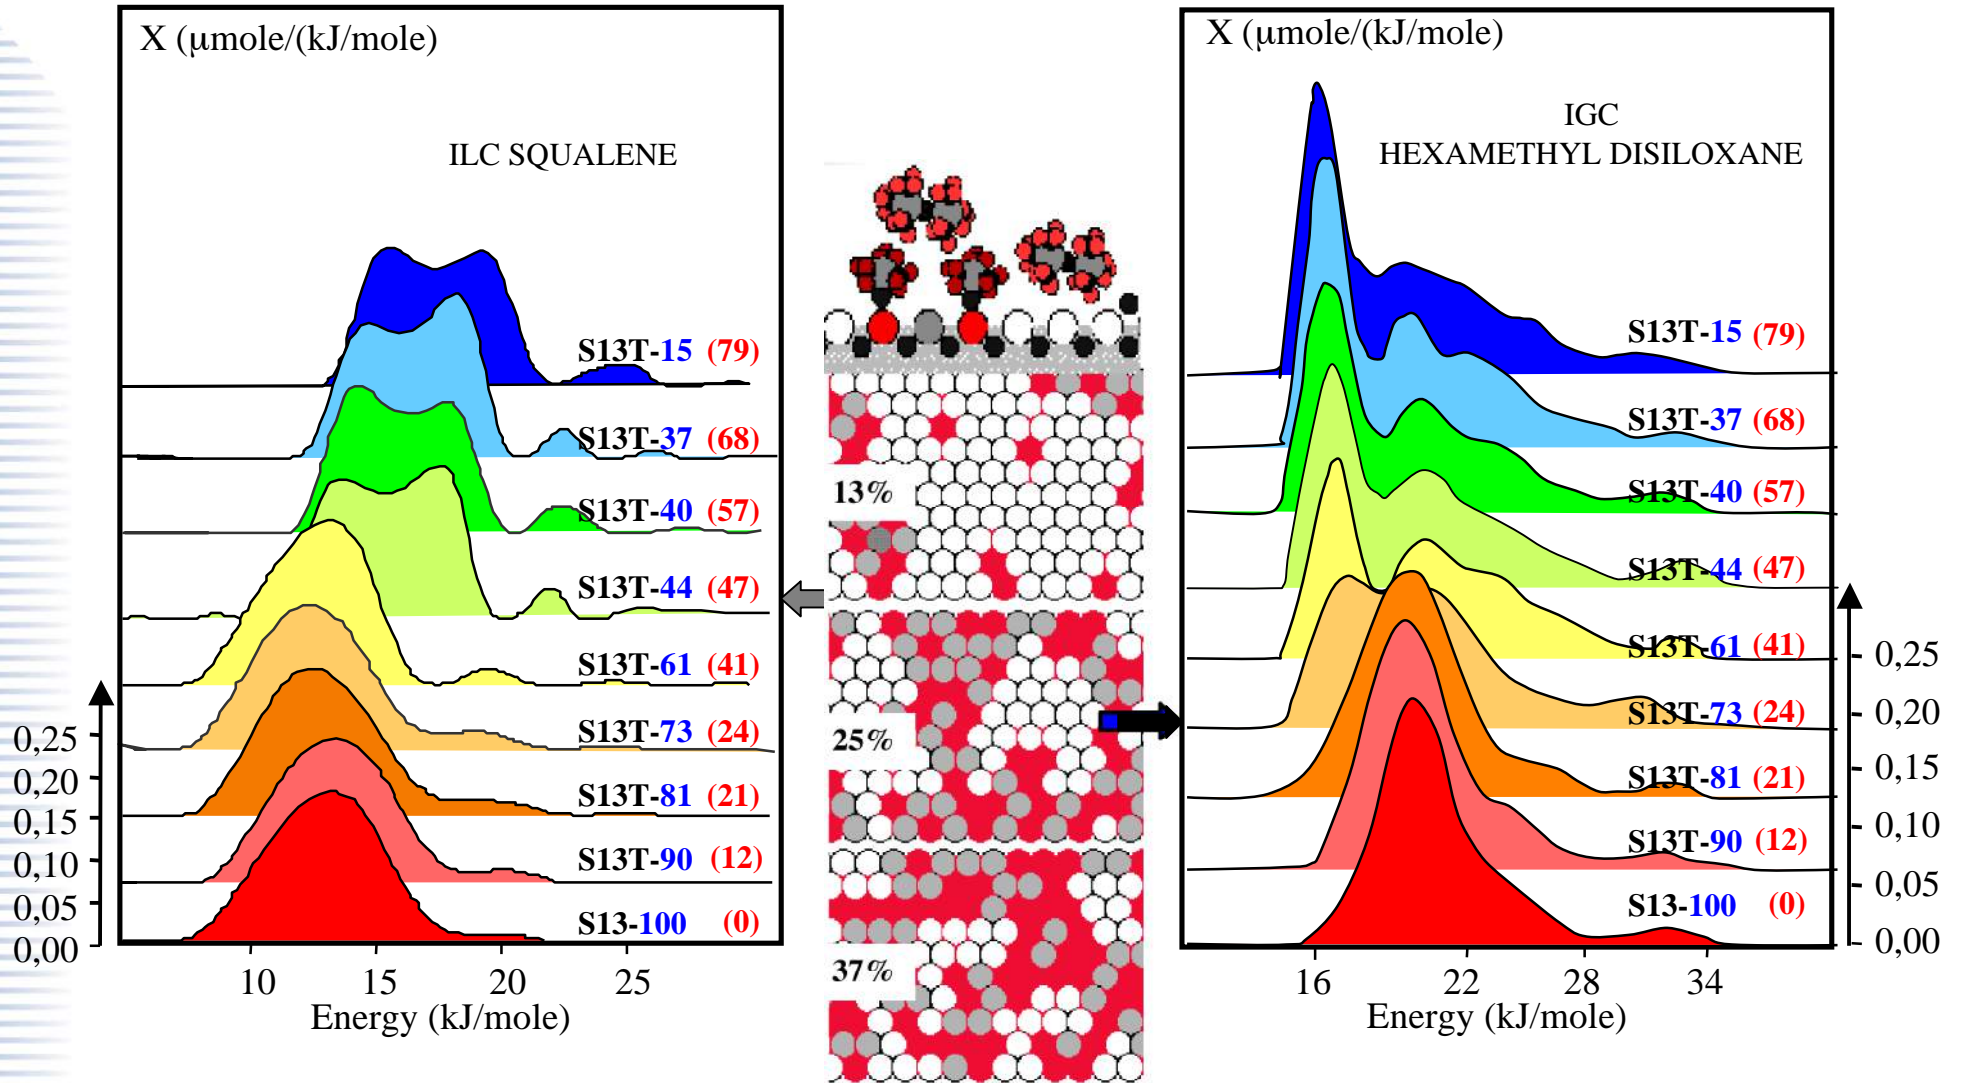 X (μmole/(kJ/mole)
ILC SQUALENE
S13T-15 (79)
S13T-37 (68)
S13T-40 (57)
S13T-44 (47)
S13T-61 (41)
S13T-73 (24)
S13T-81 (21)
S13T-90 (12)
S13-100 (0)
0,25
0,20
0,15
0,10
0,05
0,00
10 15 20 25
Energy (kJ/mole)
13%
25%
37%
X (μmole/(kJ/mole)
IGC
HEXAMETHYL DISILOXANE
S13T-15 (79)
S13T-37 (68)
S13T-40 (57)
S13T-44 (47)
S13T-61 (41)
S13T-73 (24)
S13T-81 (21)
S13T-90 (12)
S13-100 (0)
0,25
0,20
0,15
0,10
0,05
0,00
16 22 28 34
Energy (kJ/mole)